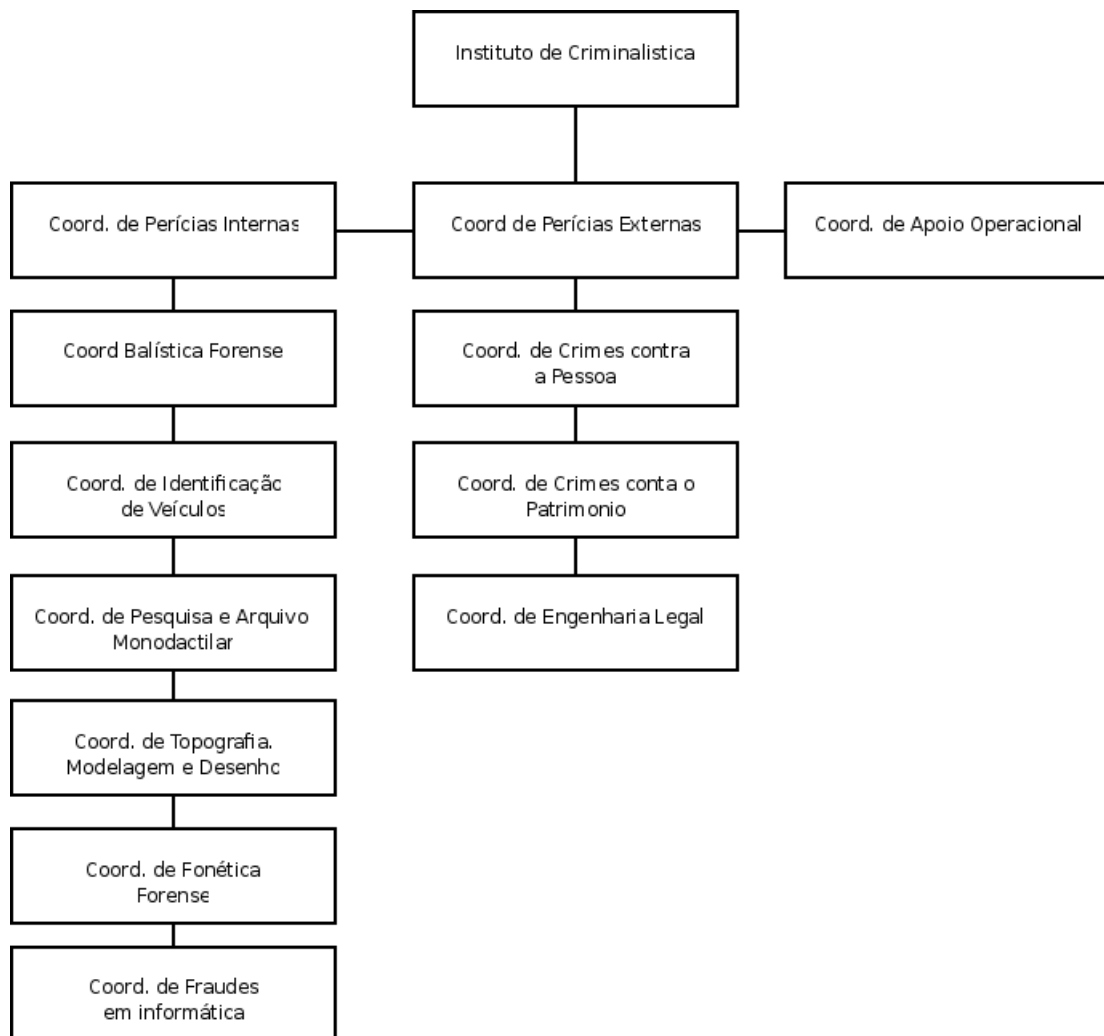 Instituto de Criminalistica
Coord. de Perícias Internas
Coord de Perícias Externas
Coord. de Apoio Operacional
Coord Balística Forense
Coord. de Crimes contra
a Pessoa
Coord. de Identificação
de Veículos
Coord. de Crimes conta o
Patrimonio
Coord. de Pesquisa e Arquivo
Monodactilar
Coord. de Engenharia Legal
Coord. de Topografia.
Modelagem e Desenho
Coord. de Fonética
Forense
Coord. de Fraudes
em informática